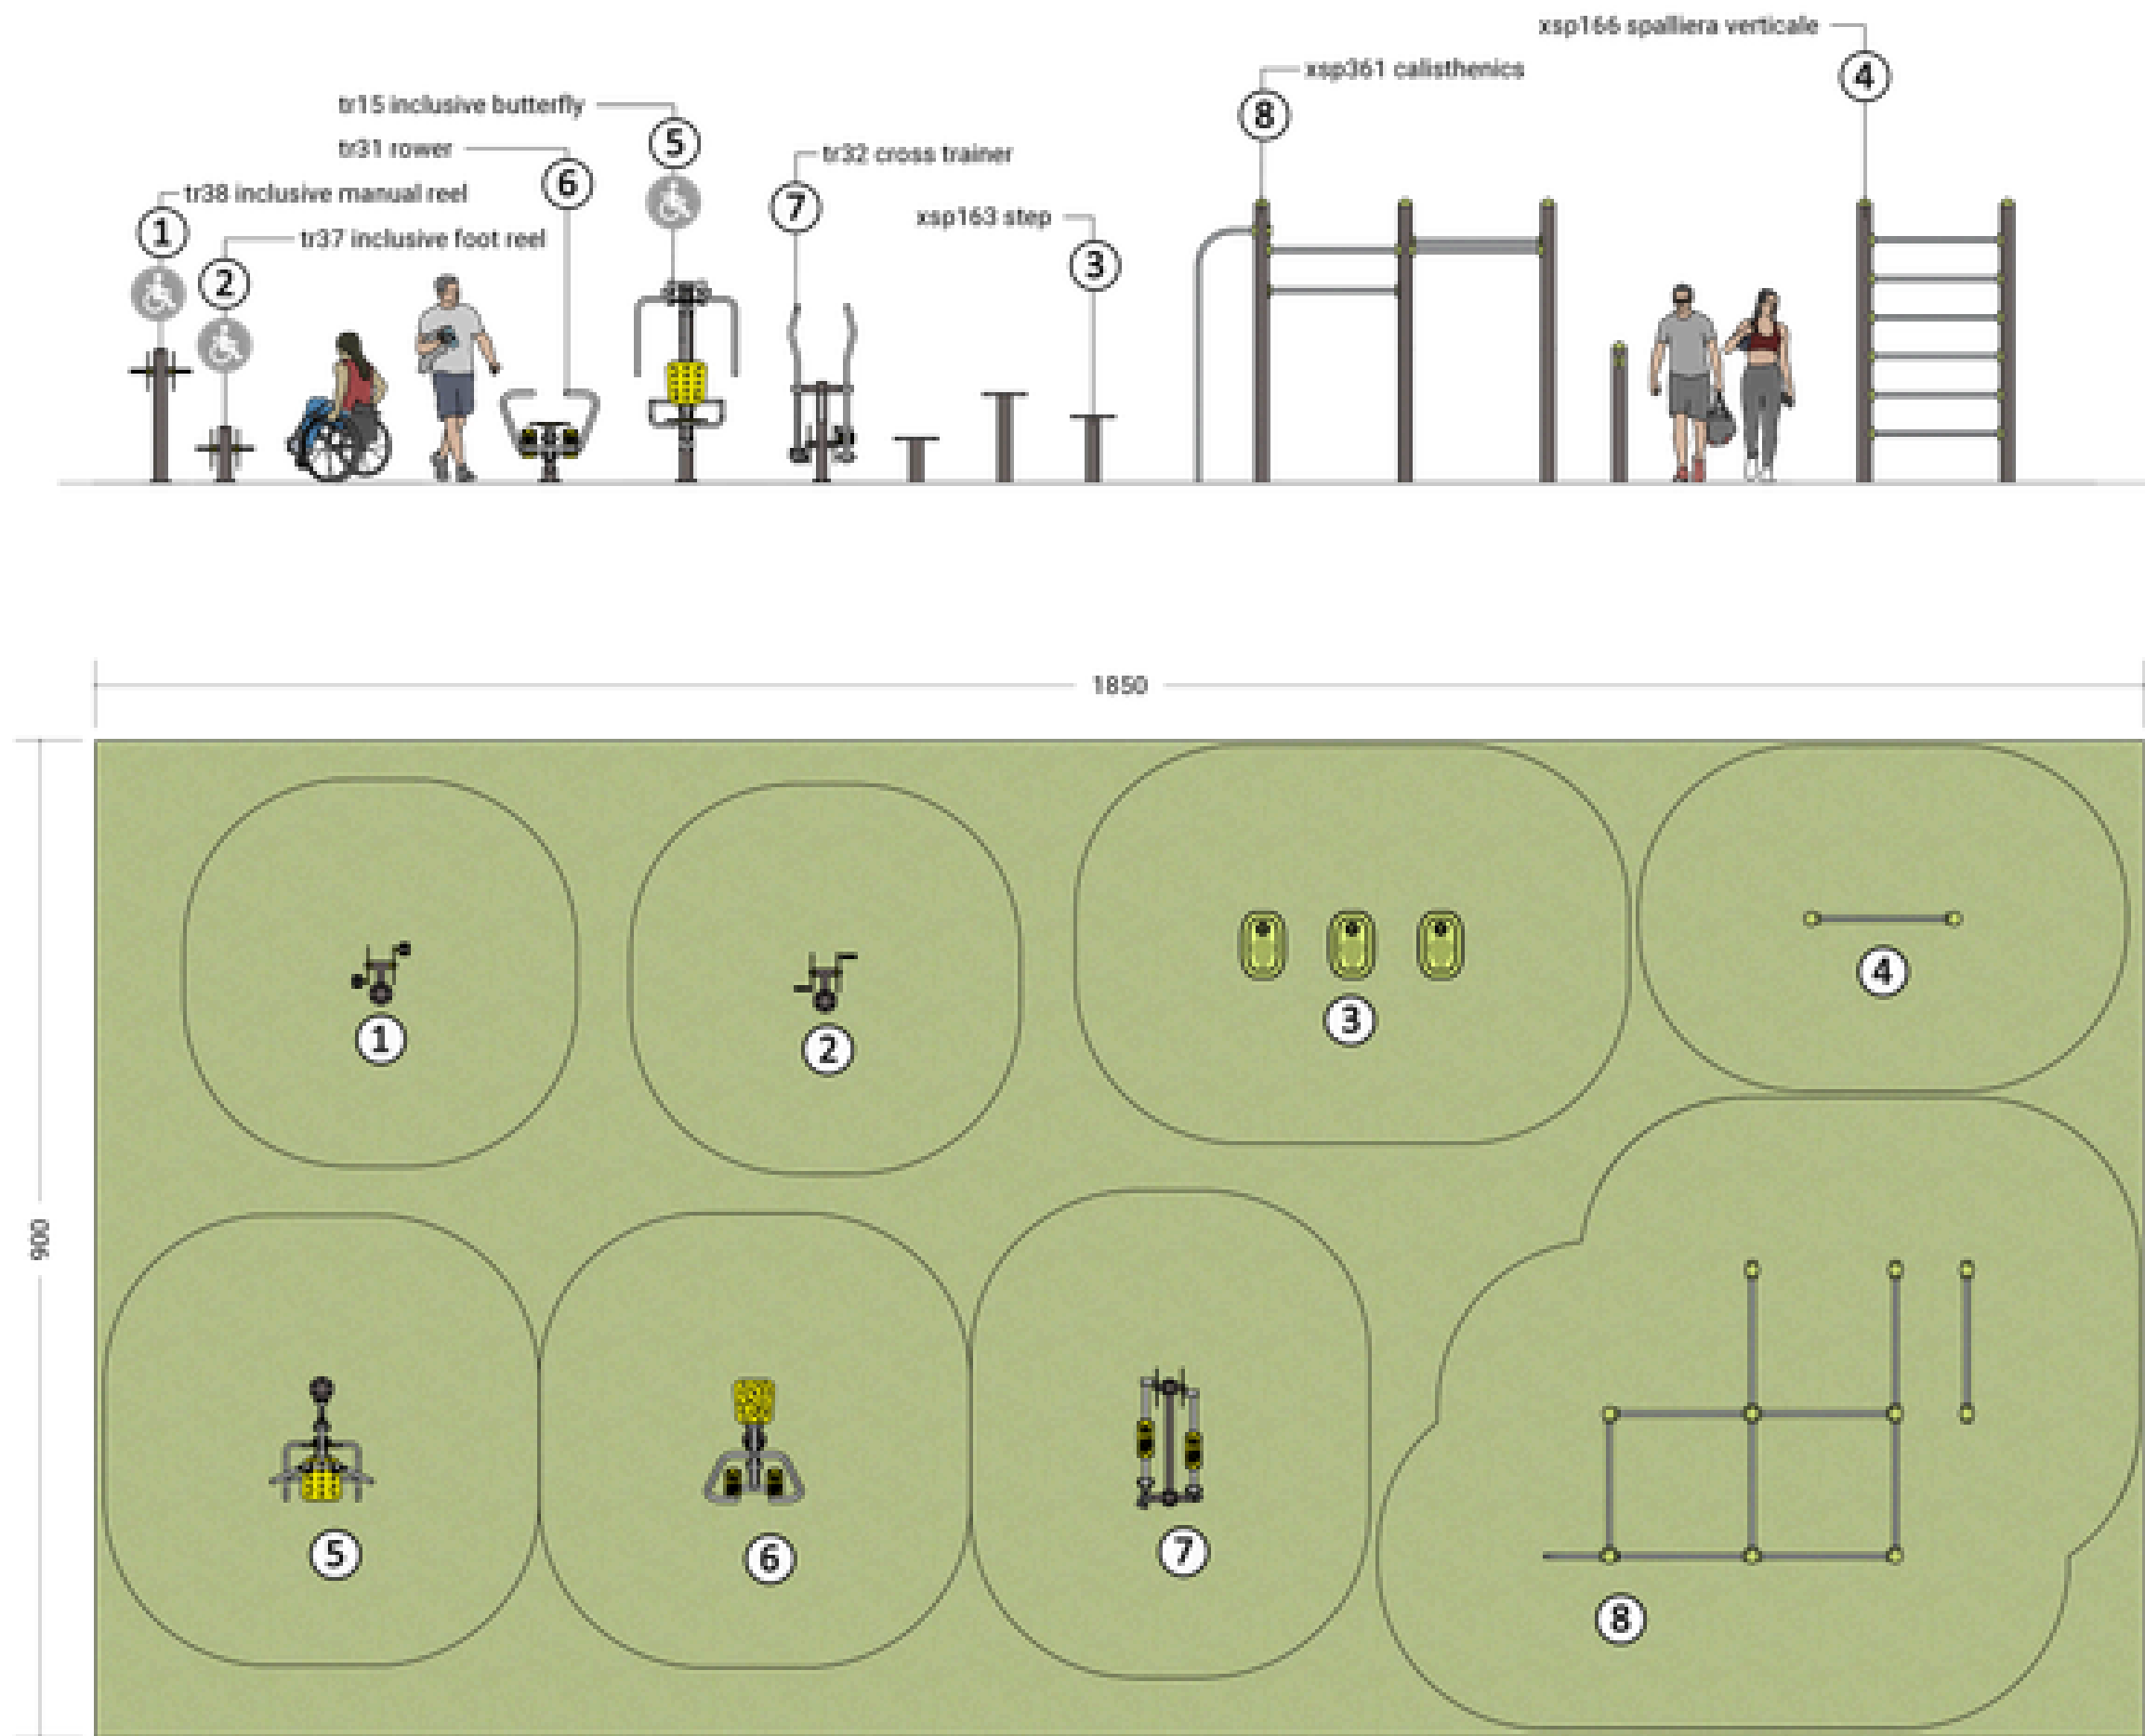 xsp166 spalliera verticale
4
xsp361 calisthenics
8
tr15 inclusive butterfly
5
tr31 rower
6
tr32 cross trainer
7
tr38 inclusive manual reel
1
xsp163 step
3
tr37 inclusive foot reel
2
1850
900
1
2
3
4
5
6
7
8